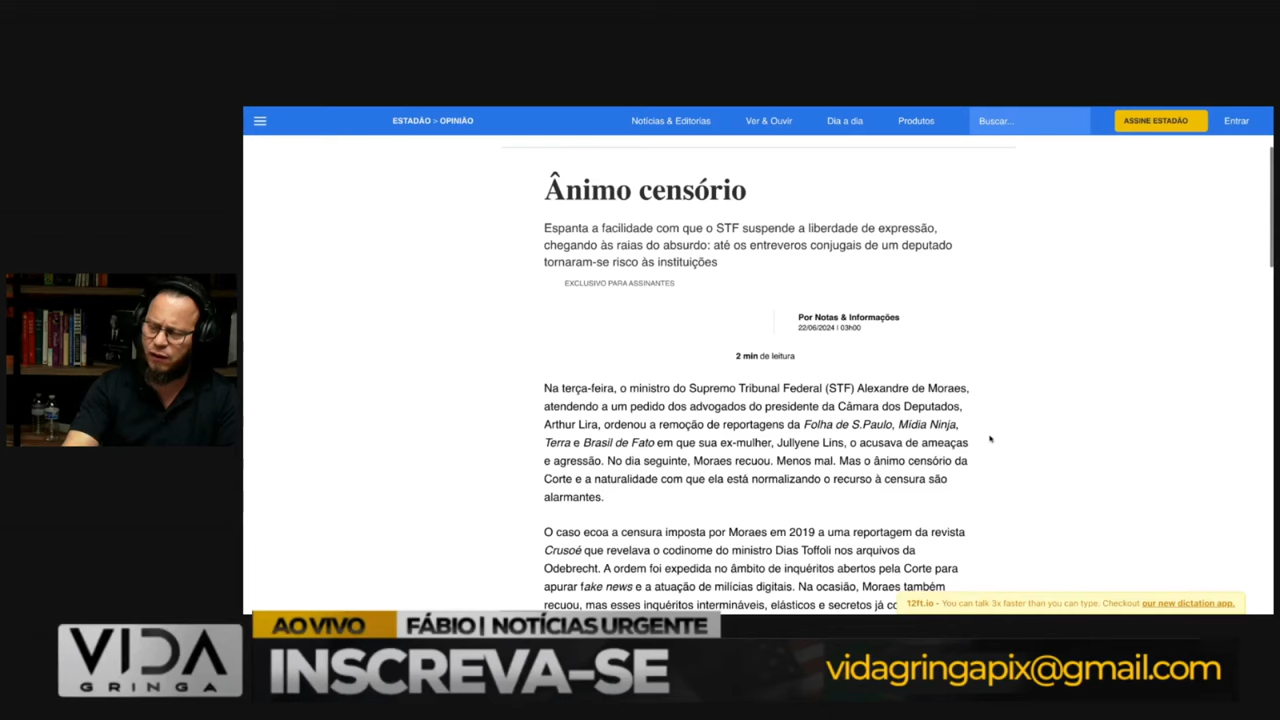 ESTADÃO > OPINIÃO
Notícias & Editorias
Ver & Ouvir
Dia a dia
Produtos
Buscar...
ASSINE ESTADÃO
Entrar
Ânimo censório
Espanta a facilidade com que o STF suspende a liberdade de expressão,
chegando às raias do absurdo: até os entreveros conjugais de um deputado
tornaram-se risco às instituições
EXCLUSIVO PARA ASSINANTES
Por Notas & Informações
22/06/2024 | 03h00
2 min de leitura
Na terça-feira, o ministro do Supremo Tribunal Federal (STF) Alexandre de Moraes,
atendendo a um pedido dos advogados do presidente da Câmara dos Deputados,
Arthur Lira, ordenou a remoção de reportagens da Folha de S.Paulo, Mídia Ninja,
Terra e Brasil de Fato em que sua ex-mulher, Jullyene Lins, o acusava de ameaças
e agressão. No dia seguinte, Moraes recuou. Menos mal. Mas o ânimo censório da
Corte e a naturalidade com que ela está normalizando o recurso à censura são
alarmantes.
O caso ecoa a censura imposta por Moraes em 2019 a uma reportagem da revista
Crusoé que revelava o codinome do ministro Dias Toffoli nos arquivos da
Odebrecht. A ordem foi expedida no âmbito de inquéritos abertos pela Corte para
apurar fake news e a atuação de milícias digitais. Na ocasião, Moraes também
recuou, mas esses inquéritos intermináveis, elásticos e secretos já
12ft.io - You can talk 3x faster than you can type. Checkout our new dictation app.
AO VIVO
FÁBIO | NOTÍCIAS URGENTE
VIDA
GRINGA
INSCREVA-SE
vidagringapix@gmail.com